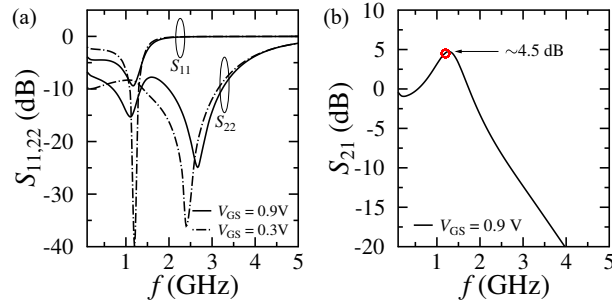 (a)
(b)
0
-10
-20
-30
-40
S11,22 (dB)
S11
S22
VGS = 0.9V
VGS = 0.3V
1 2 3 4 5
f (GHz)
10
5
0
-5
-10
-15
-20
S21 (dB)
~4.5 dB
VGS = 0.9 V
1 2 3 4 5
f (GHz)